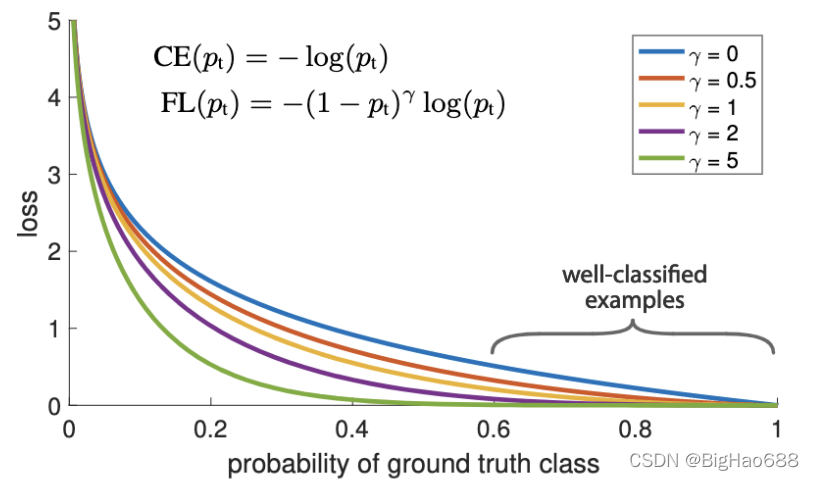 5
CE(pₜ) = − log(pₜ)
FL(pₜ) = −(1 − pₜ)^γ log(pₜ)
γ = 0
γ = 0.5
γ = 1
γ = 2
γ = 5
4
3
loss
2
well-classified
examples
1
0
0
0.2
0.4
0.6
0.8
1
probability of ground truth class
CSDN @BigHao688